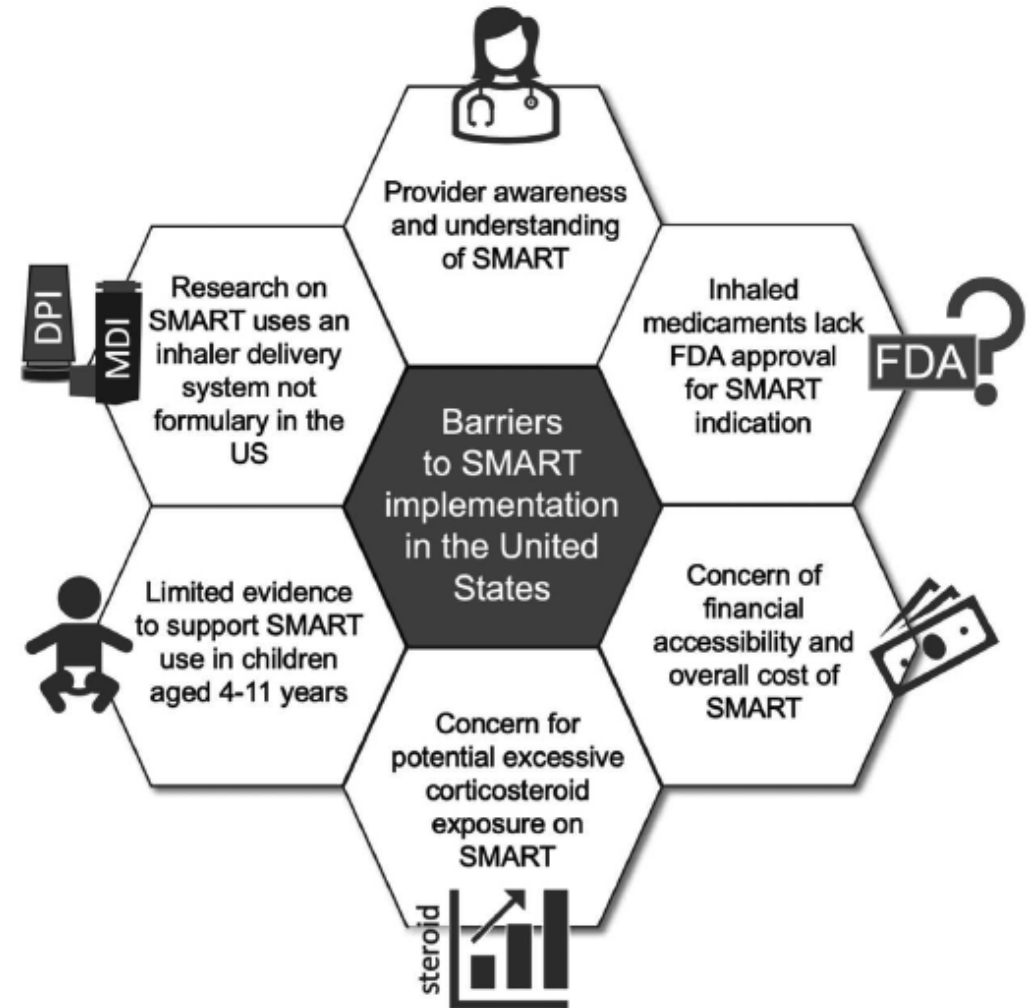 Provider awareness
and understanding
of SMART
Inhaled
medicaments lack
FDA approval
for SMART
indication
FDA
?
Concern of
financial
accessibility and
overall cost of
SMART
Concern for
potential excessive
corticosteroid
exposure on
SMART
steroid
Limited evidence
to support SMART
use in children
aged 4-11 years
Research on
SMART uses an
inhaler delivery
system not
formulary in the
US
DPI
MDI
Barriers
to SMART
implementation
in the United
States